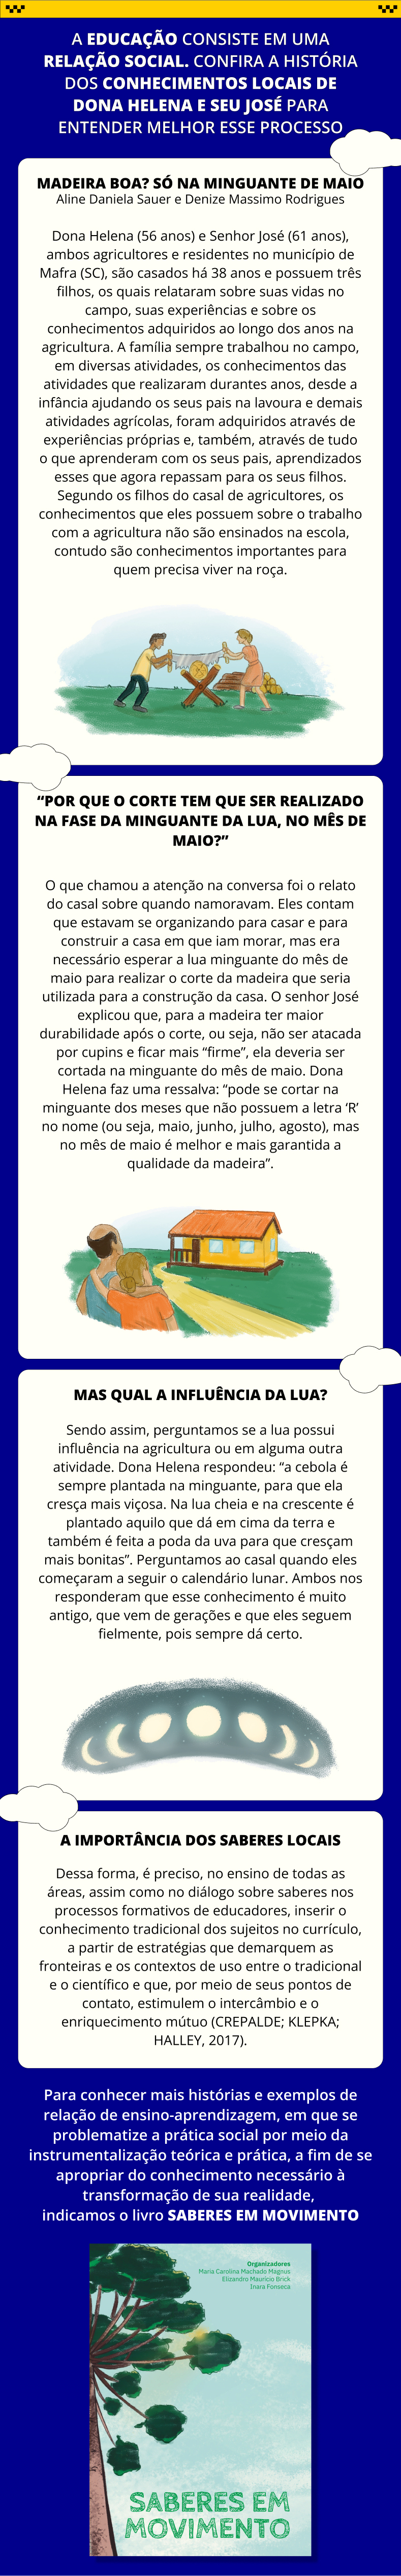 A EDUCAÇÃO CONSISTE EM UMA
RELAÇÃO SOCIAL. CONFIRA A HISTÓRIA
DOS CONHECIMENTOS LOCAIS DE
DONA HELENA E SEU JOSÉ PARA
ENTENDER MELHOR ESSE PROCESSO
MADEIRA BOA? SÓ NA MINGUANTE DE MAIO
Aline Daniela Sauer e Denize Massimo Rodrigues
Dona Helena (56 anos) e Senhor José (61 anos),
ambos agricultores e residentes no município de
Mafra (SC), são casados há 38 anos e possuem três
filhos, os quais relataram sobre suas vidas no
campo, suas experiências e sobre os
conhecimentos adquiridos ao longo dos anos na
agricultura. A família sempre trabalhou no campo,
em diversas atividades, os conhecimentos das
atividades que realizaram durantes anos, desde a
infância ajudando os seus pais na lavoura e demais
atividades agrícolas, foram adquiridos através de
experiências próprias e, também, através de tudo
o que aprenderam com os seus pais, aprendizados
esses que agora repassam para os seus filhos.
Segundo os filhos do casal de agricultores, os
conhecimentos que eles possuem sobre o trabalho
com a agricultura não são ensinados na escola,
contudo são conhecimentos importantes para
quem precisa viver na roça.
“POR QUE O CORTE TEM QUE SER REALIZADO
NA FASE DA MINGUANTE DA LUA, NO MÊS DE
MAIO?”
O que chamou a atenção na conversa foi o relato
do casal sobre quando namoravam. Eles contam
que estavam se organizando para casar e para
construir a casa em que iam morar, mas era
necessário esperar a lua minguante do mês de
maio para realizar o corte da madeira que seria
utilizada para a construção da casa. O senhor José
explicou que, para a madeira ter maior
durabilidade após o corte, ou seja, não ser atacada
por cupins e ficar mais “firme”, ela deveria ser
cortada na minguante do mês de maio. Dona
Helena faz uma ressalva: “pode se cortar na
minguante dos meses que não possuem a letra ‘R’
no nome (ou seja, maio, junho, julho, agosto), mas
no mês de maio é melhor e mais garantida a
qualidade da madeira”.
MAS QUAL A INFLUÊNCIA DA LUA?
Sendo assim, perguntamos se a lua possui
influência na agricultura ou em alguma outra
atividade. Dona Helena respondeu: “a cebola é
sempre plantada na minguante, para que ela
cresça mais viçosa. Na lua cheia e na crescente é
plantado aquilo que dá em cima da terra e
também é feita a poda da uva para que cresçam
mais bonitas”. Perguntamos ao casal quando eles
começaram a seguir o calendário lunar. Ambos nos
responderam que esse conhecimento é muito
antigo, que vem de gerações e que eles seguem
fielmente, pois sempre dá certo.
A IMPORTÂNCIA DOS SABERES LOCAIS
Dessa forma, é preciso, no ensino de todas as
áreas, assim como no diálogo sobre saberes nos
processos formativos de educadores, inserir o
conhecimento tradicional dos sujeitos no currículo,
a partir de estratégias que demarquem as
fronteiras e os contextos de uso entre o tradicional
e o científico e que, por meio de seus pontos de
contato, estimulem o intercâmbio e o
enriquecimento mútuo (CREPALDE; KLEPKA;
HALLEY, 2017).
Para conhecer mais histórias e exemplos de
relação de ensino-aprendizagem, em que se
problematize a prática social por meio da
instrumentalização teórica e prática, a fim de se
apropriar do conhecimento necessário à
transformação de sua realidade,
indicamos o livro SABERES EM MOVIMENTO
Organizadores
Maria Carolina Machado Magnus
Elizandro Maurício Brick
Inara Fonseca
SABERES EM
MOVIMENTO